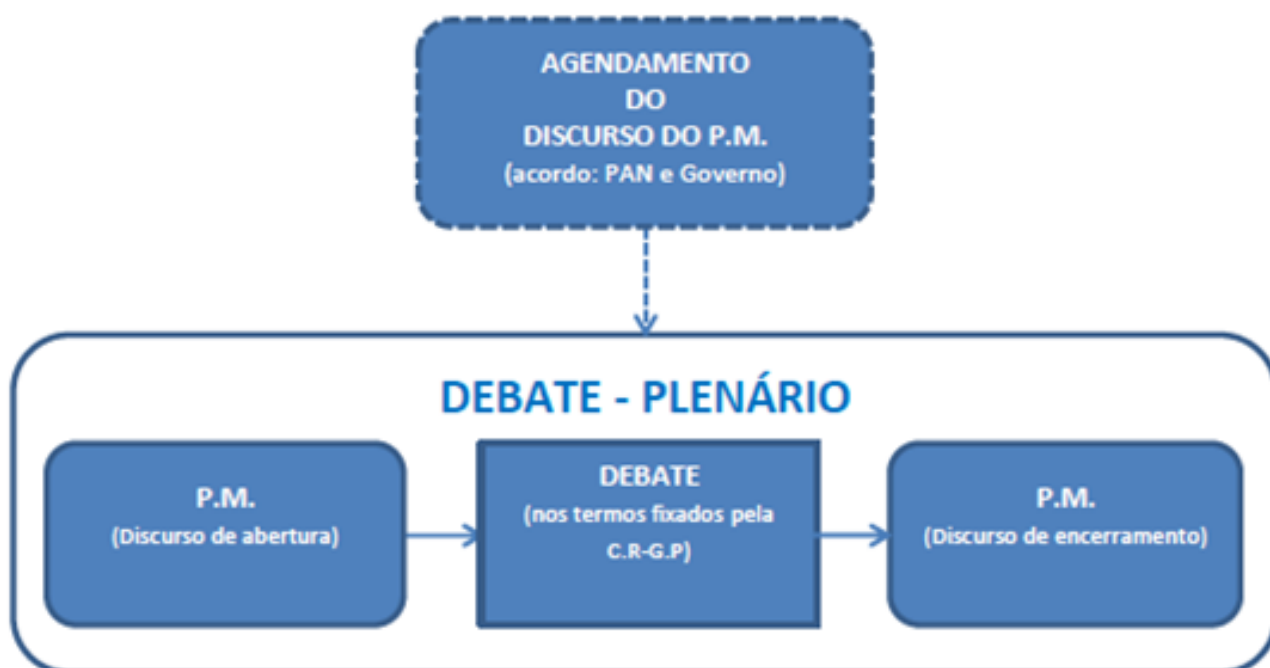 AGENDAMENTO
DO
DISCURSO DO P.M.
(acordo: PAN e Governo)
DEBATE - PLENÁRIO
P.M.
(Discurso de abertura)
DEBATE
(nos termos fixados pela
C.R-G.P)
P.M.
(Discurso de encerramento)